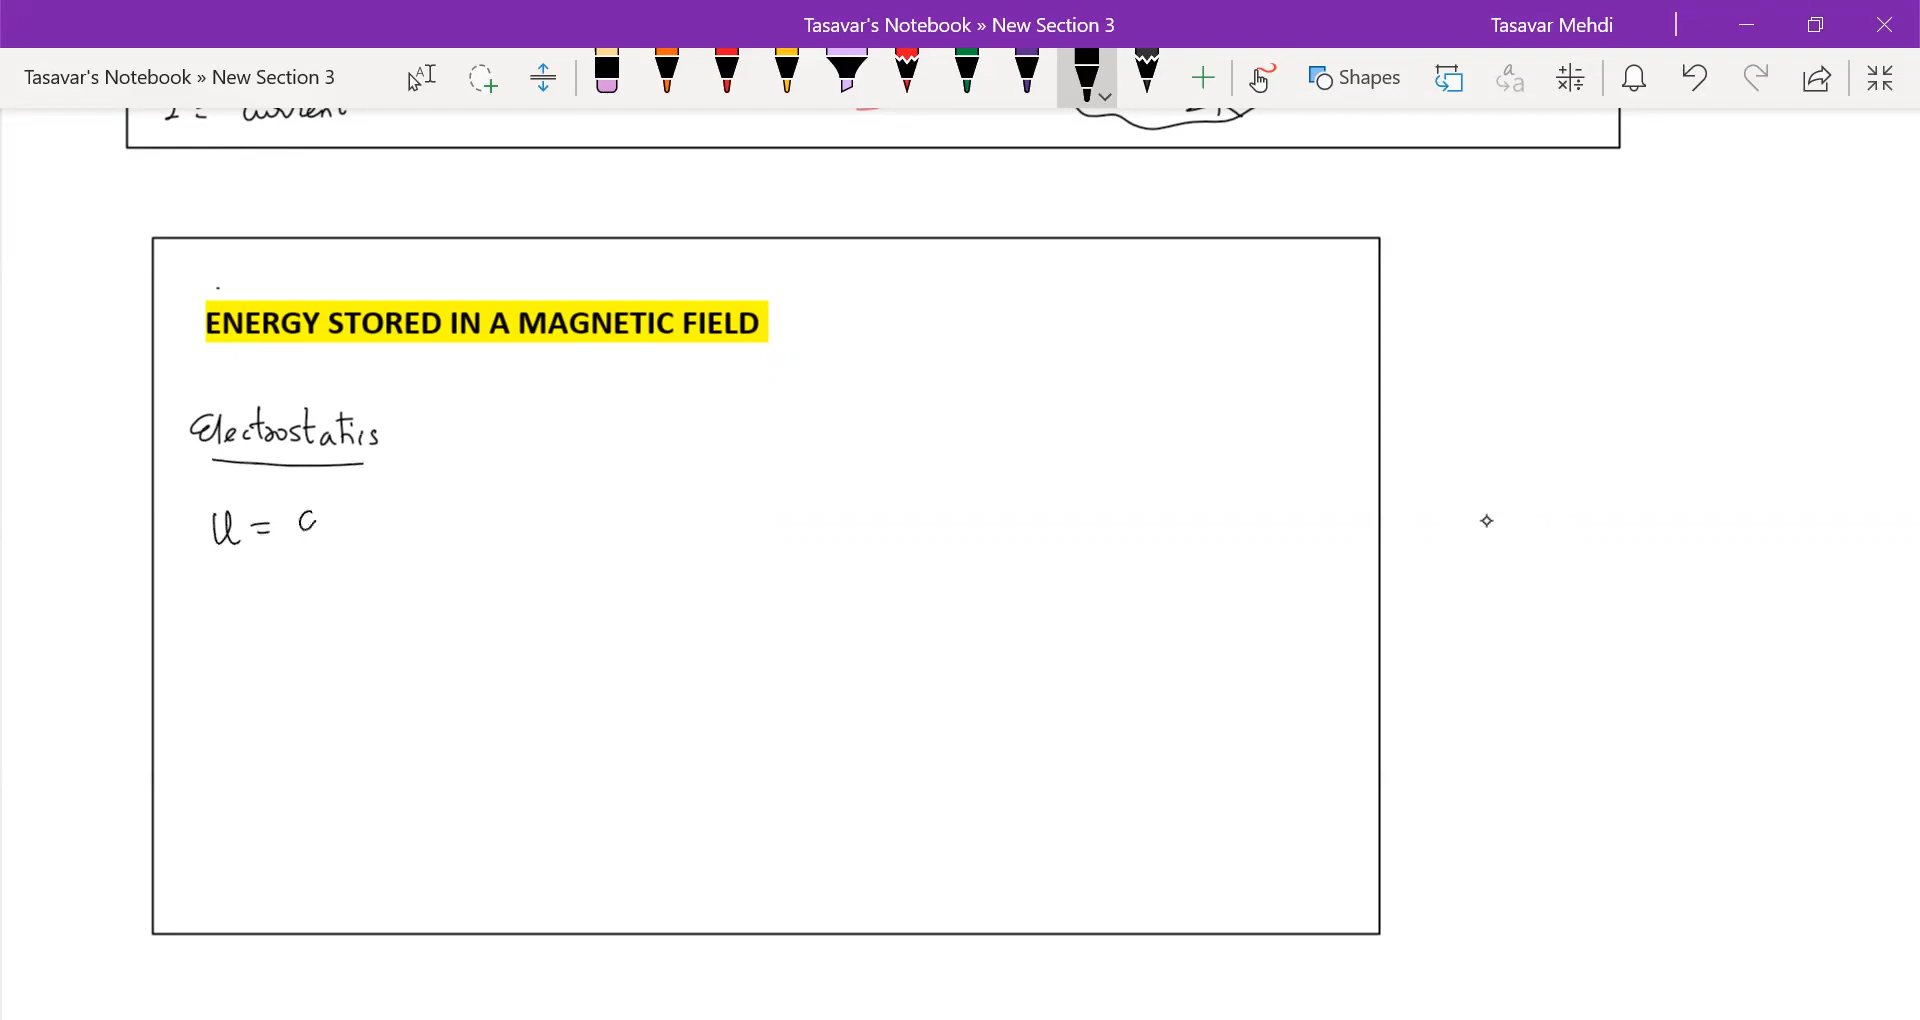 Tasavar's Notebook » New Section 3
Tasavar Mehdi
Tasavar's Notebook » New Section 3
Shapes
I = current
ENERGY STORED IN A MAGNETIC FIELD
Electrostatics
U = C